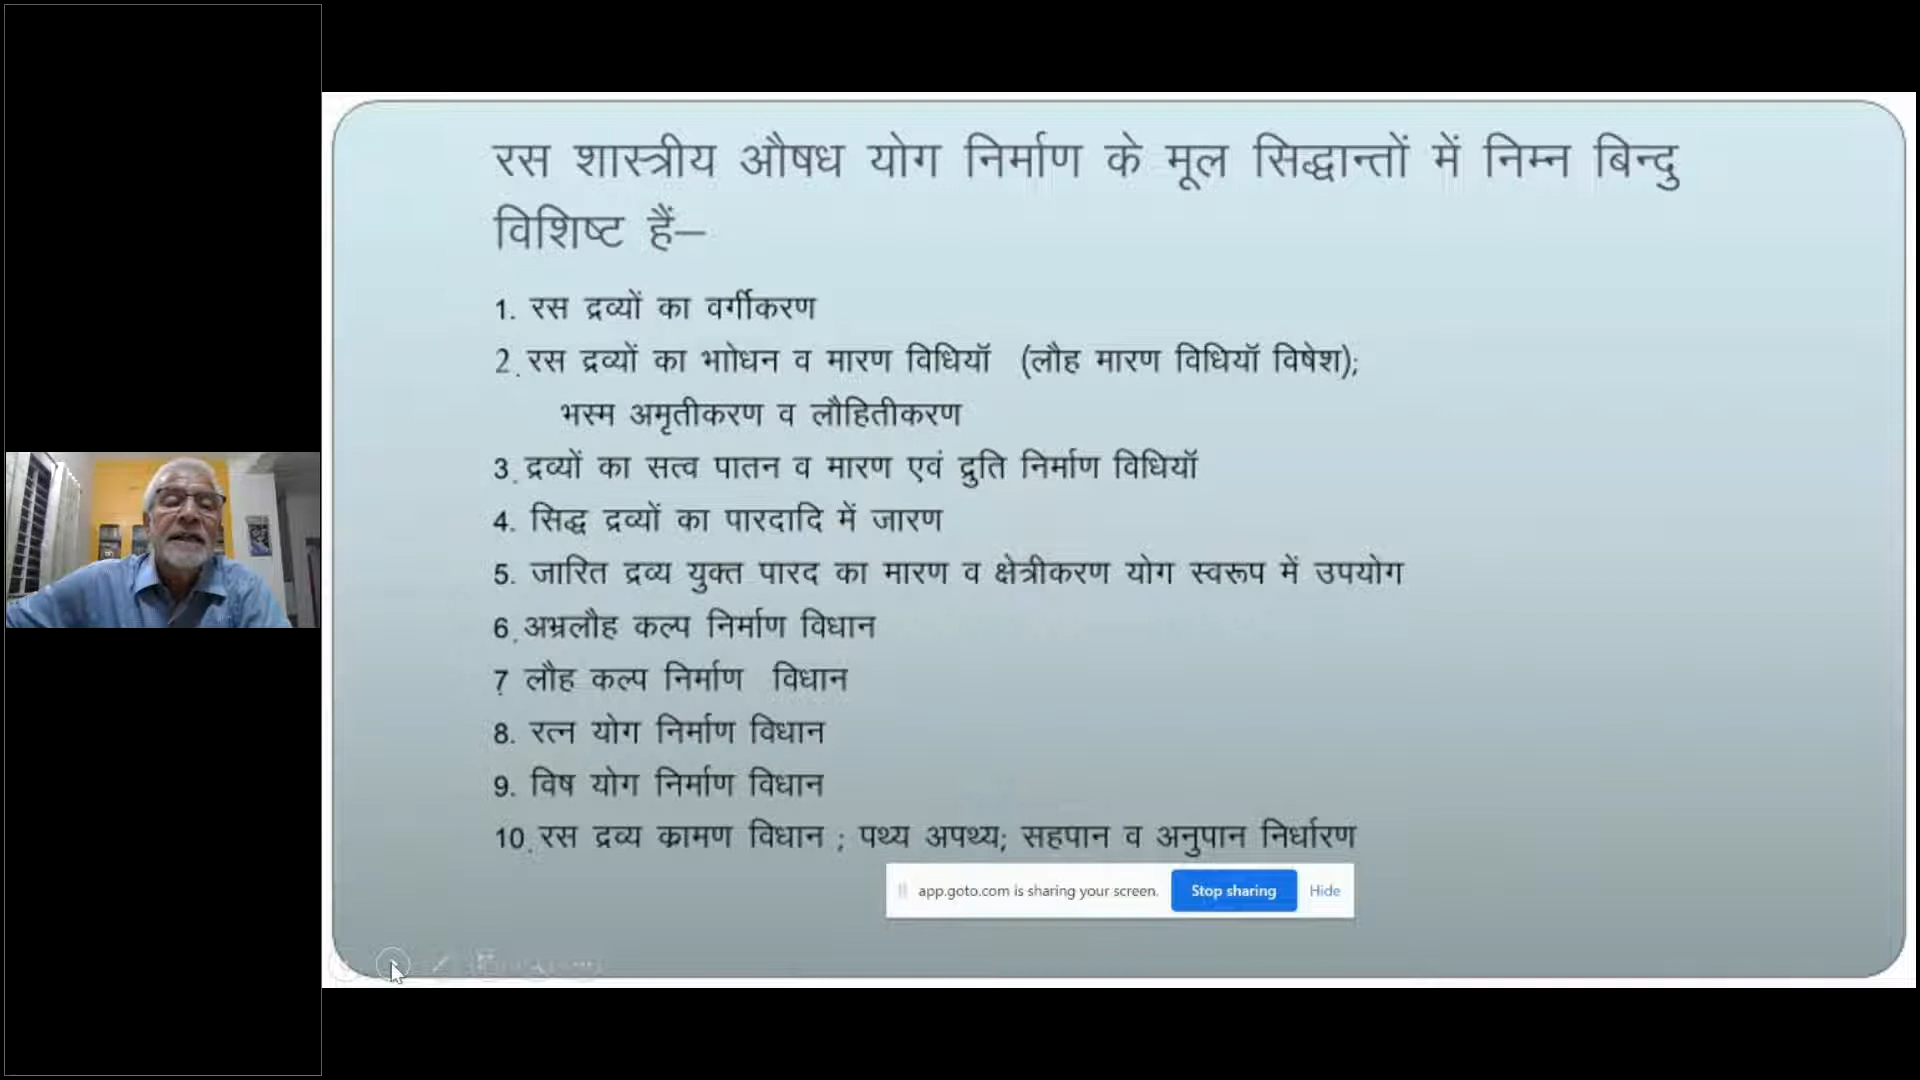 रस शास्त्रीय औषध योग निर्माण के मूल सिद्धान्तों में निम्न बिन्दु
विशिष्ट हैं–
1. रस द्रव्यों का वर्गीकरण
2. रस द्रव्यों का भाोधन व मारण विधियॉ (लौह मारण विधियॉ विषेश);
भस्म अमृतीकरण व लौहितीकरण
3. द्रव्यों का सत्व पातन व मारण एवं द्रुति निर्माण विधियॉ
4. सिद्ध द्रव्यों का पारदादि में जारण
5. जारित द्रव्य युक्त पारद का मारण व क्षेत्रीकरण योग स्वरूप में उपयोग
6. अभ्रलौह कल्प निर्माण विधान
7. लौह कल्प निर्माण विधान
8. रत्न योग निर्माण विधान
9. विष योग निर्माण विधान
10. रस द्रव्य क्रामण विधान ; पथ्य अपथ्य; सहपान व अनुपान निर्धारण
app.goto.com is sharing your screen. Stop sharing Hide